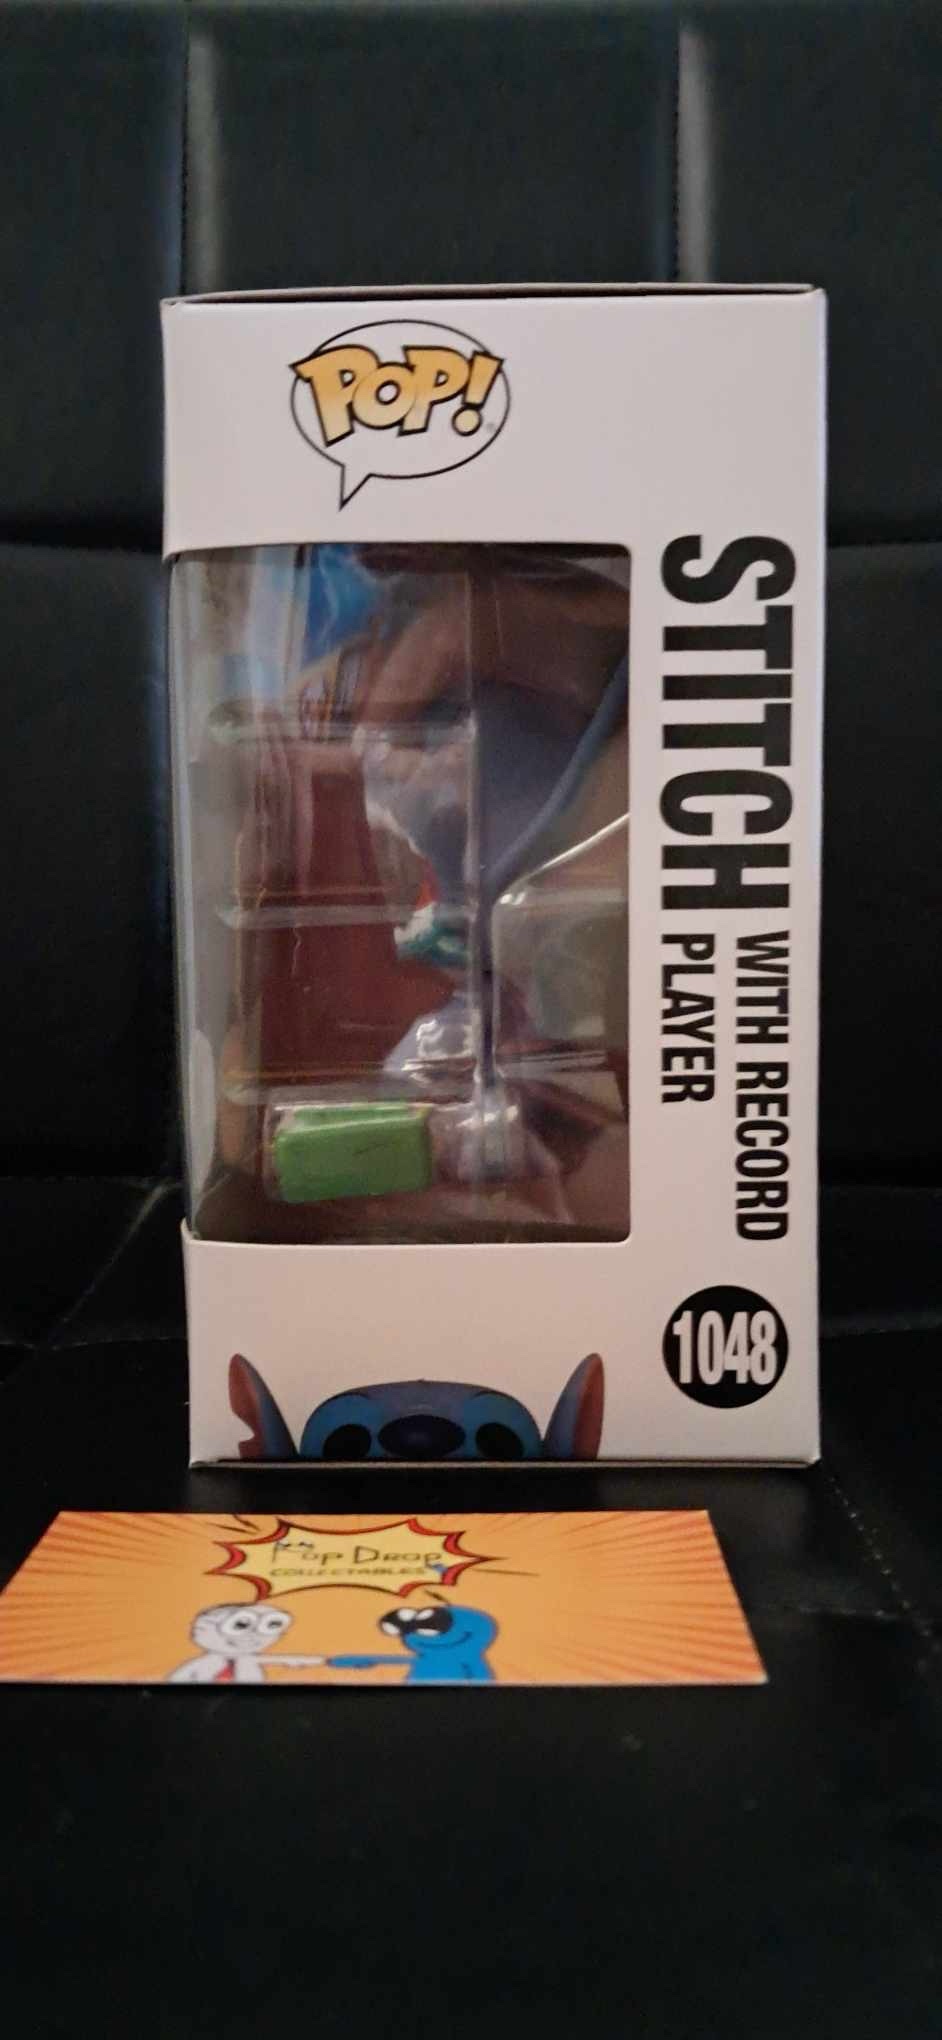 POP!
STITCH WITH RECORD
PLAYER
1048
Pop Drop
COLLECTABLES